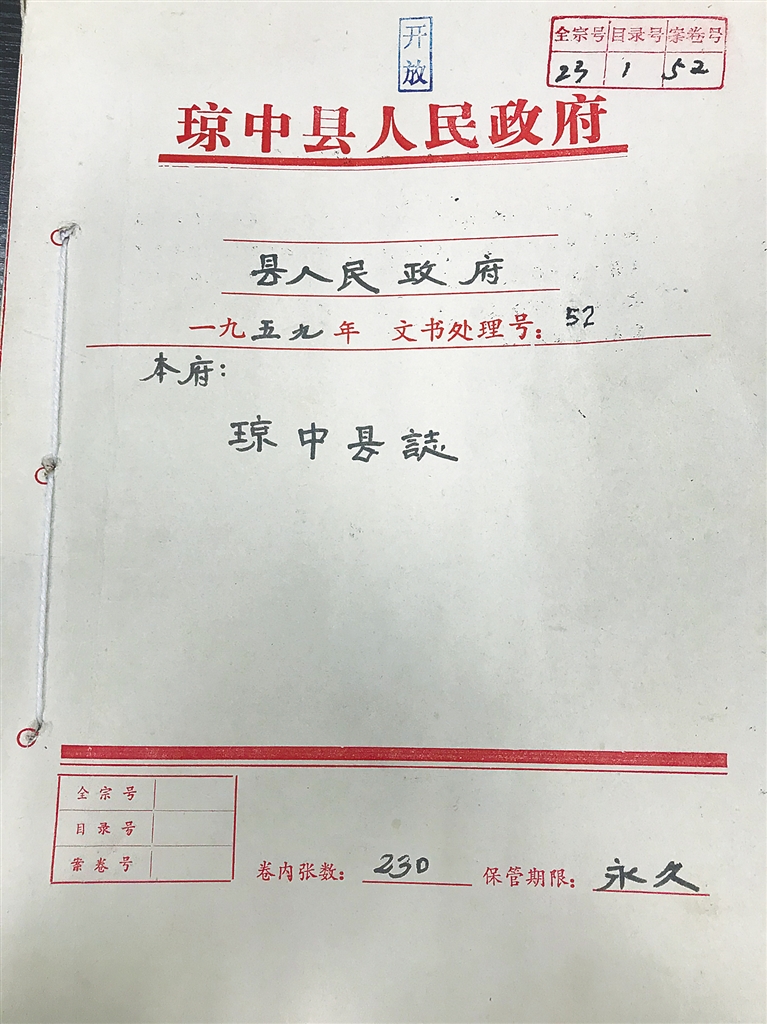 开放
全宗号 目录号 案卷号
23 1 52
琼中县人民政府
县人民政府
一九五九年 文书处理号：52
本府：
琼中县誌
全宗号
目录号
案卷号
卷内张数：230 保管期限：永久